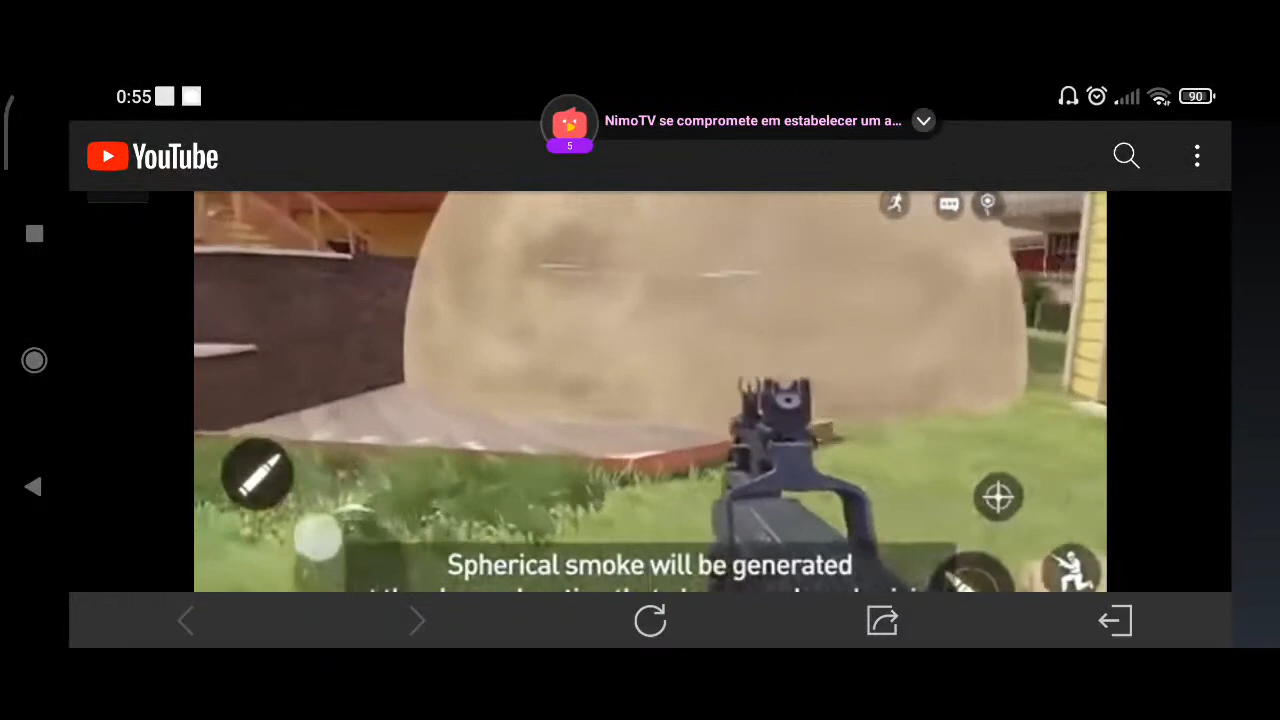 0:55
90
NimoTV se compromete em estabelecer um a...
5
YouTube
Spherical smoke will be generated